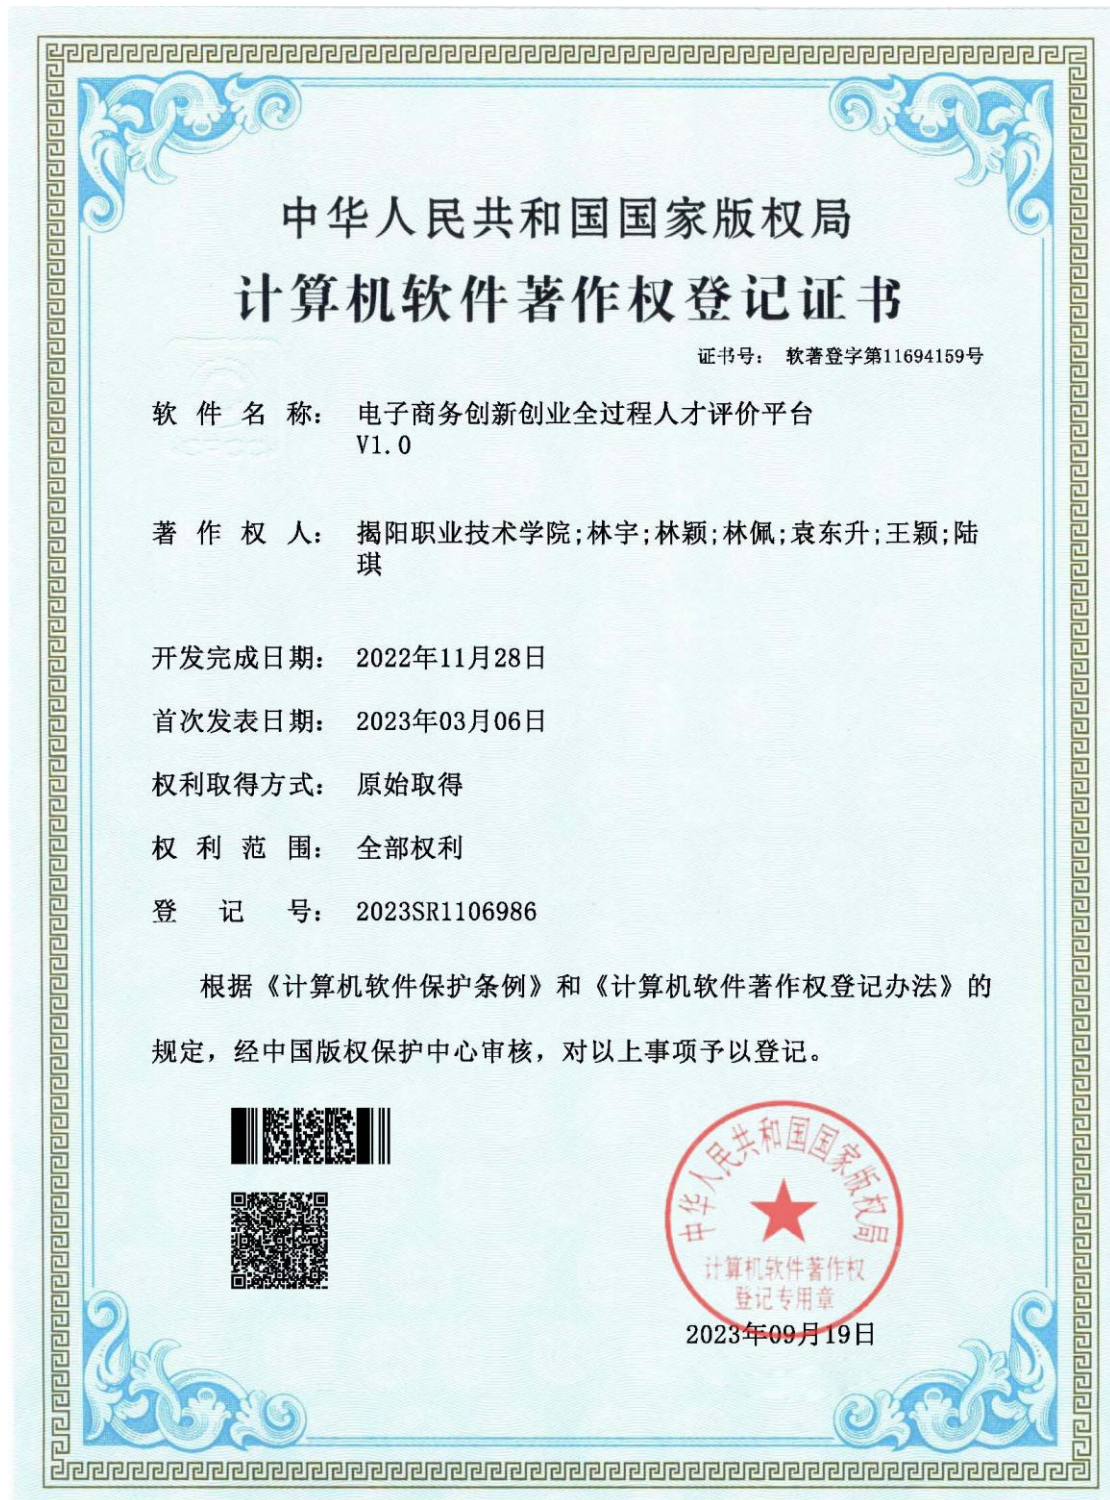 中华人民共和国国家版权局
计算机软件著作权登记证书
证书号： 软著登字第11694159号
软件名称： 电子商务创新创业全过程人才评价平台
V1.0
著作权人： 揭阳职业技术学院;林宇;林颖;林佩;袁东升;王颖;陆
琪
开发完成日期： 2022年11月28日
首次发表日期： 2023年03月06日
权利取得方式： 原始取得
权利范围： 全部权利
登记号： 2023SR1106986
根据《计算机软件保护条例》和《计算机软件著作权登记办法》的
规定，经中国版权保护中心审核，对以上事项予以登记。
中华人民共和国国家版权局
计算机软件著作权
登记专用章
2023年09月19日